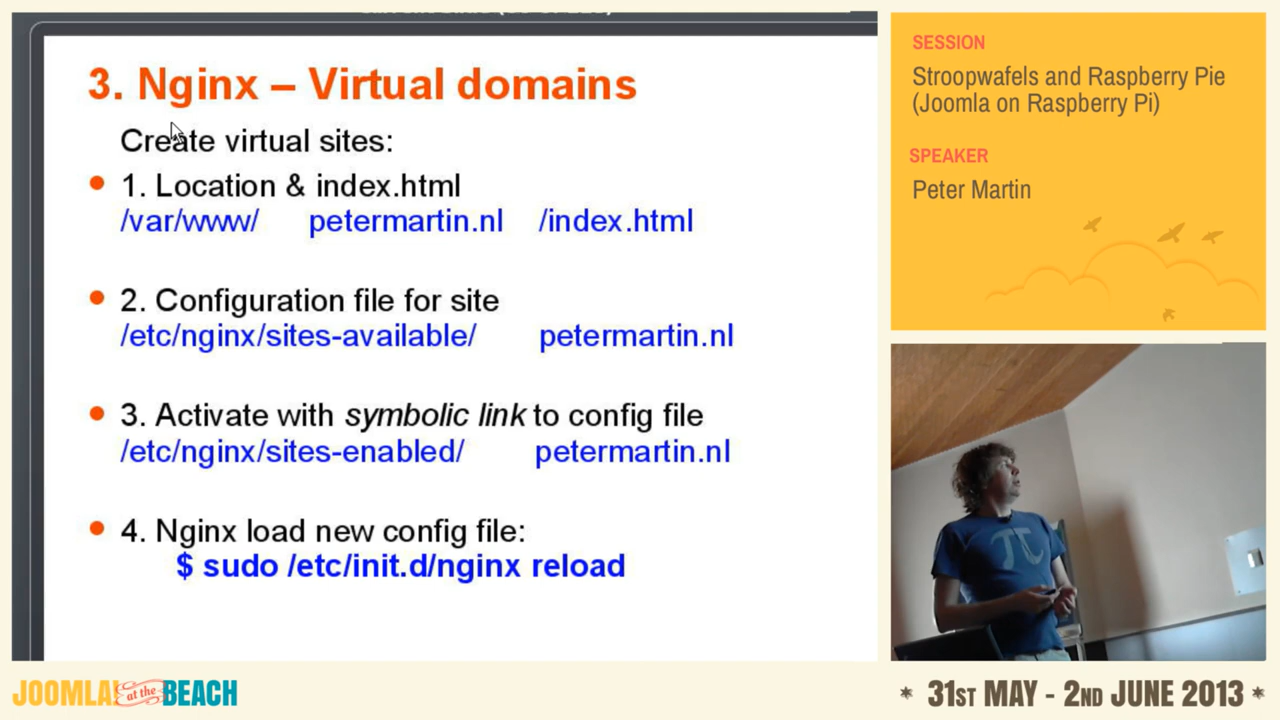 3. Nginx – Virtual domains
Create virtual sites:
1. Location & index.html
/var/www/ petermartin.nl /index.html
2. Configuration file for site
/etc/nginx/sites-available/ petermartin.nl
3. Activate with symbolic link to config file
/etc/nginx/sites-enabled/ petermartin.nl
4. Nginx load new config file:
$ sudo /etc/init.d/nginx reload
SESSION
Stroopwafels and Raspberry Pie
(Joomla on Raspberry Pi)
SPEAKER
Peter Martin
π
JOOMLA! at the BEACH
* 31ST MAY - 2ND JUNE 2013 *